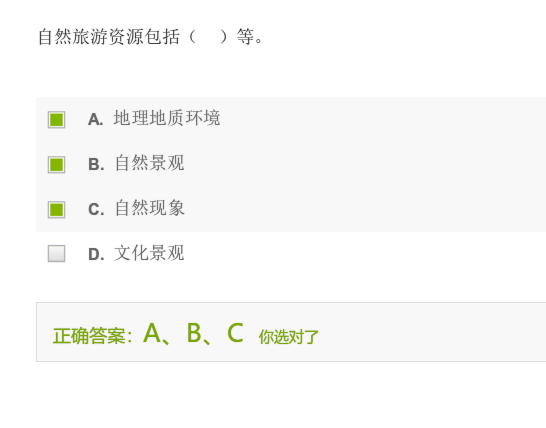 自然旅游资源包括（ ）等。
A. 地理地质环境
B. 自然景观
C. 自然现象
D. 文化景观
正确答案：A、B、C 你选对了